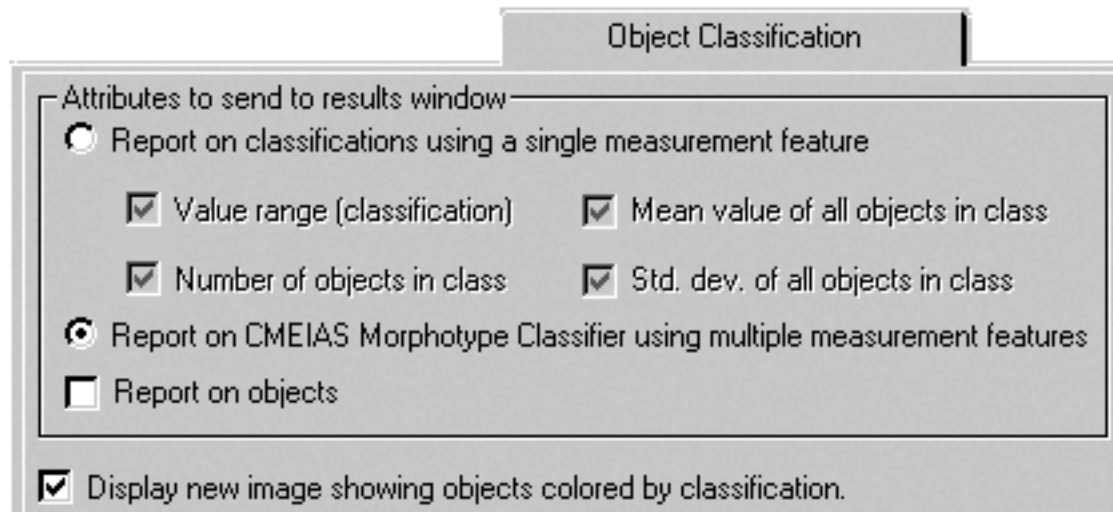 Object Classification
Attributes to send to results window
Report on classifications using a single measurement feature
Value range (classification)
Mean value of all objects in class
Number of objects in class
Std. dev. of all objects in class
Report on CMEIAS Morphotype Classifier using multiple measurement features
Report on objects
Display new image showing objects colored by classification.